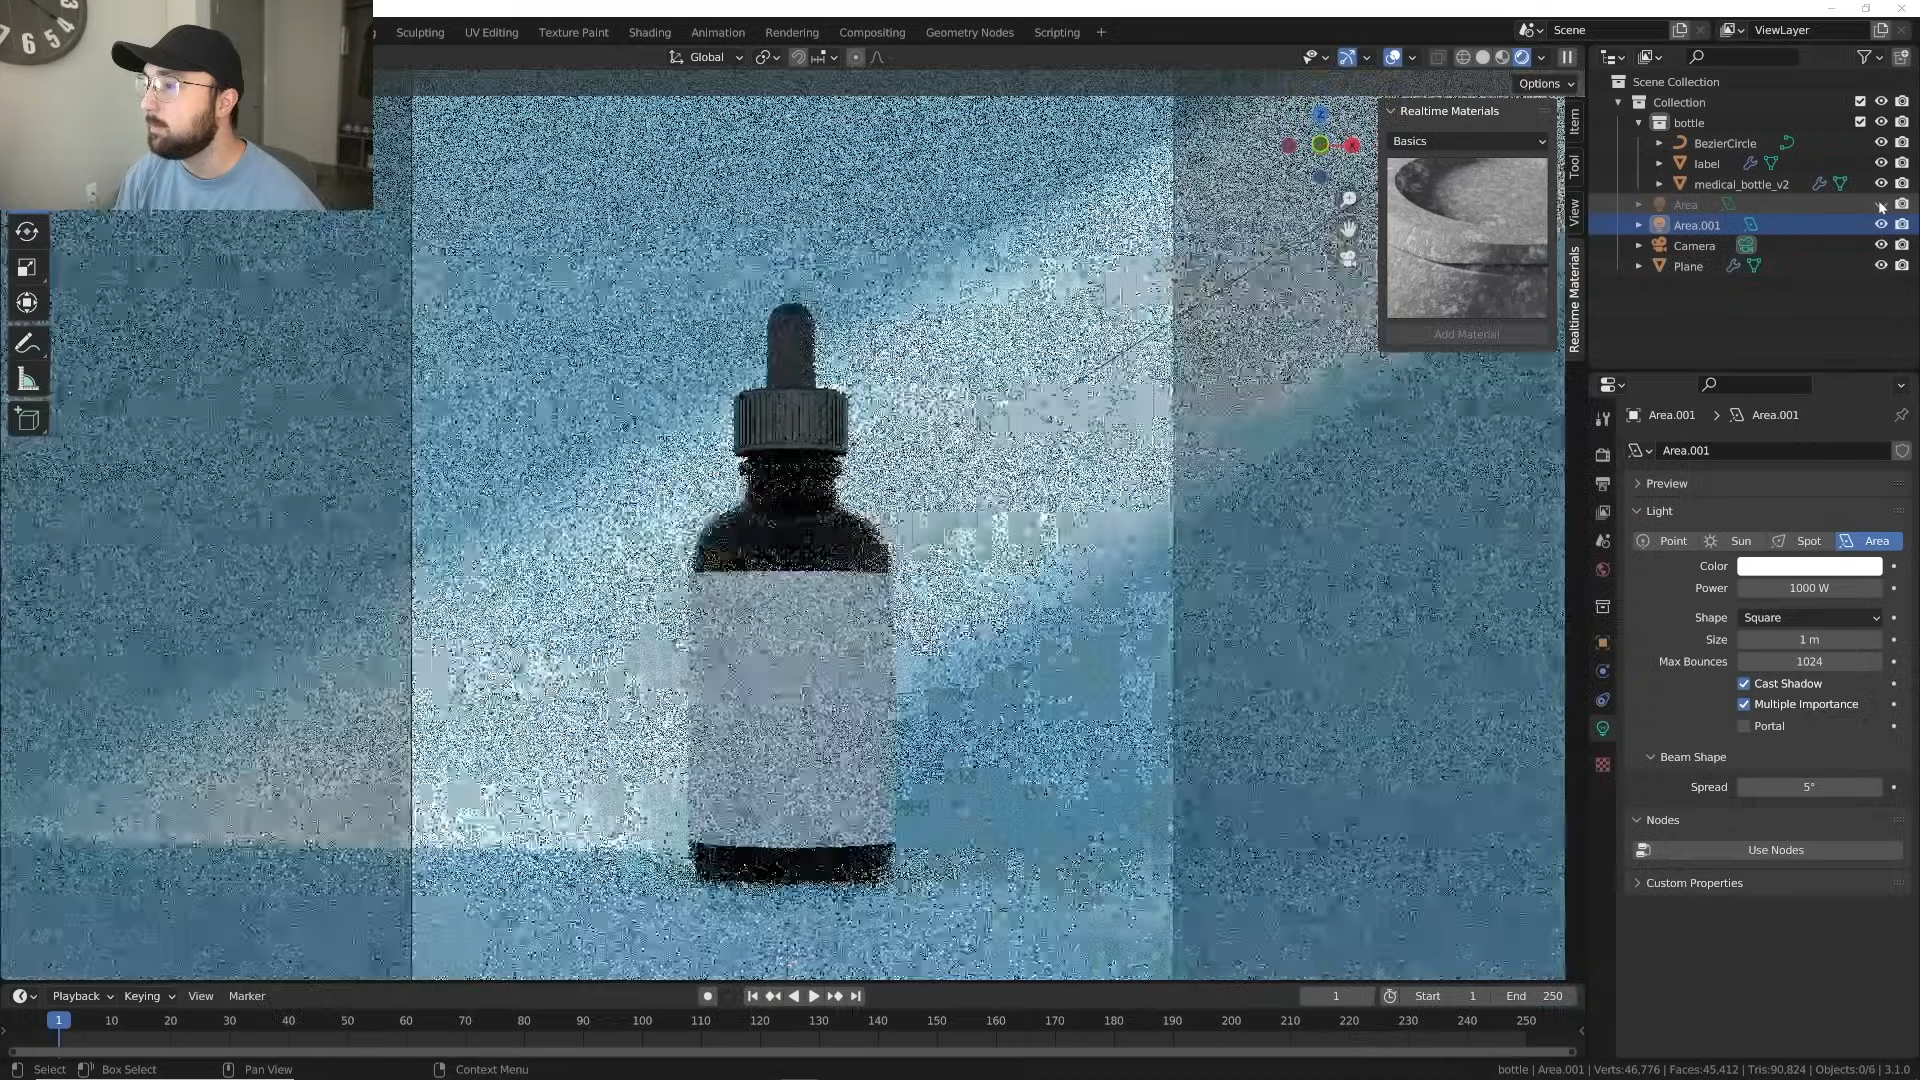 Sculpting UV Editing Texture Paint Shading Animation Rendering Compositing Geometry Nodes Scripting +
Scene ViewLayer
Global
Options
Realtime Materials
Basics
Add Material
Item
Tool
View
Realtime Materials
Scene Collection
Collection
bottle
BezierCircle
label
medical_bottle_v2
Area
Area.001
Camera
Plane
Area.001 > Area.001
Area.001
Preview
Light
Point Sun Spot Area
Color
Power 1000 W
Shape Square
Size 1 m
Max Bounces 1024
Cast Shadow
Multiple Importance
Portal
Beam Shape
Spread 5°
Nodes
Use Nodes
Custom Properties
Playback Keying View Marker
1 Start 1 End 250
1 10 20 30 40 50 60 70 80 90 100 110 120 130 140 150 160 170 180 190 200 210 220 230 240 250
Select Box Select Pan View Context Menu
bottle | Area.001 | Verts:46,776 | Faces:45,412 | Tris:90,824 | Objects:0/6 | 3.1.0
6 5 4 3